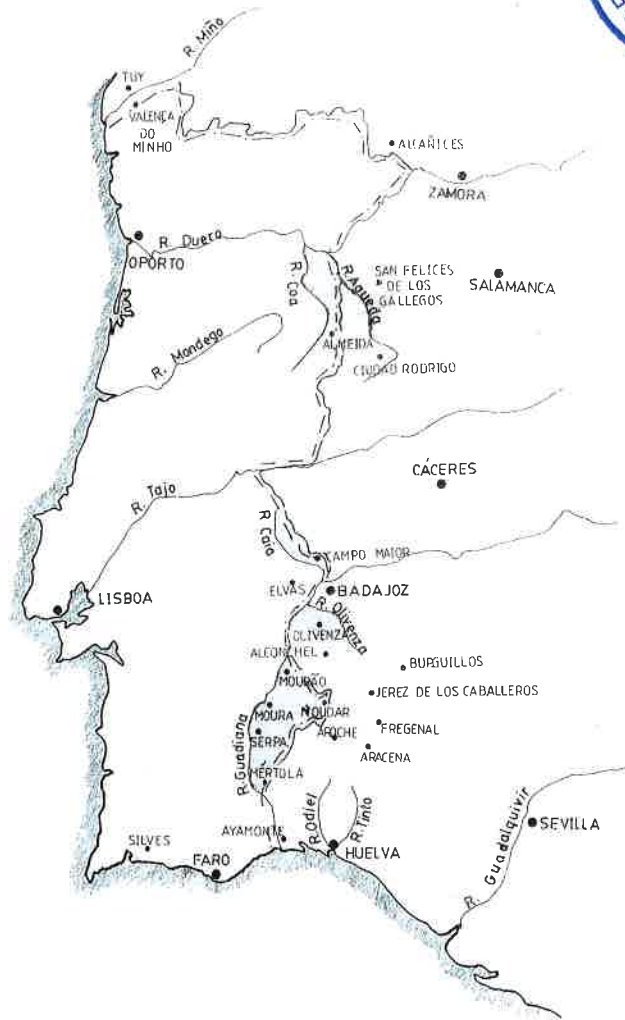 R. Miño
TUY
VALENÇA
DO
MINHO
ALCAÑICES
ZAMORA
R. Duero
OPORTO
R. Coa
R. Agueda
SAN FELICES
DE LOS
GALLEGOS
SALAMANCA
ALMEIDA
R. Mondego
CIUDAD RODRIGO
CÁCERES
R. Tajo
R Caia
CAMPO MAIOR
ELVAS
BADAJOZ
LISBOA
R. Olivenza
OLIVENZA
ALCONCHEL
BURGUILLOS
MOURÃO
JEREZ DE LOS CABALLEROS
MOURA
NOUDAR
FREGENAL
SERPA
AROCHE
ARACENA
R. Guadiana
MERTOLA
R. Odiel
R. Tinto
AYAMONTE
SILVES
FARO
HUELVA
R. Guadalquivir
SEVILLA